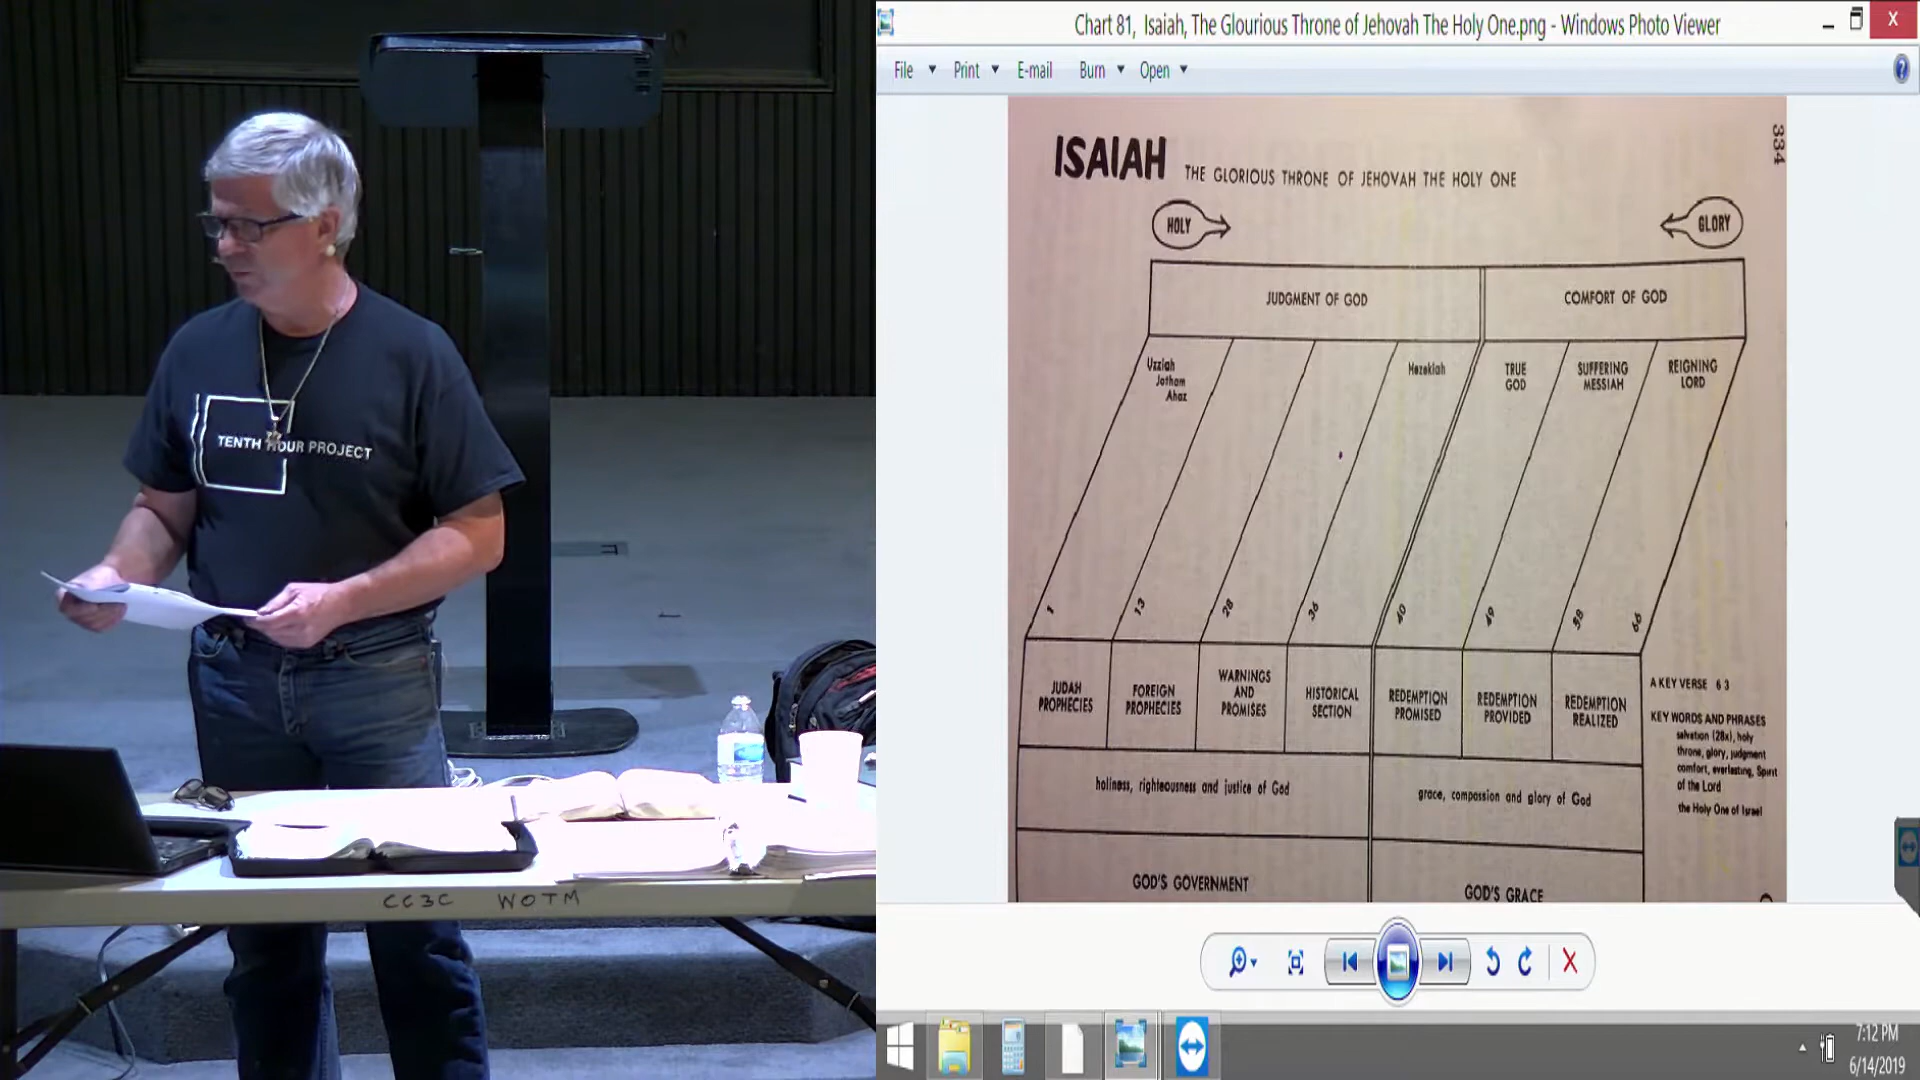 TENTH HOUR PROJECT
CC3C WOTM
Chart 81, Isaiah, The Glourious Throne of Jehovah The Holy One.png - Windows Photo Viewer
File Print E-mail Burn Open
334
ISAIAH THE GLORIOUS THRONE OF JEHOVAH THE HOLY ONE
HOLY GLORY
JUDGMENT OF GOD COMFORT OF GOD
Uzziah
Jotham
Ahaz
Hezekiah
TRUE
GOD
SUFFERING
MESSIAH
REIGNING
LORD
1 13 28 36 40 49 58 66
JUDAH
PROPHECIES
FOREIGN
PROPHECIES
WARNINGS
AND
PROMISES
HISTORICAL
SECTION
REDEMPTION
PROMISED
REDEMPTION
PROVIDED
REDEMPTION
REALIZED
A KEY VERSE 6 3
KEY WORDS AND PHRASES
salvation (28x), holy
throne, glory, judgment
comfort, everlasting, Spirit
of the Lord
the Holy One of Israel
holiness, righteousness and justice of God
grace, compassion and glory of God
GOD'S GOVERNMENT
GOD'S GRACE
7:12 PM
6/14/2019